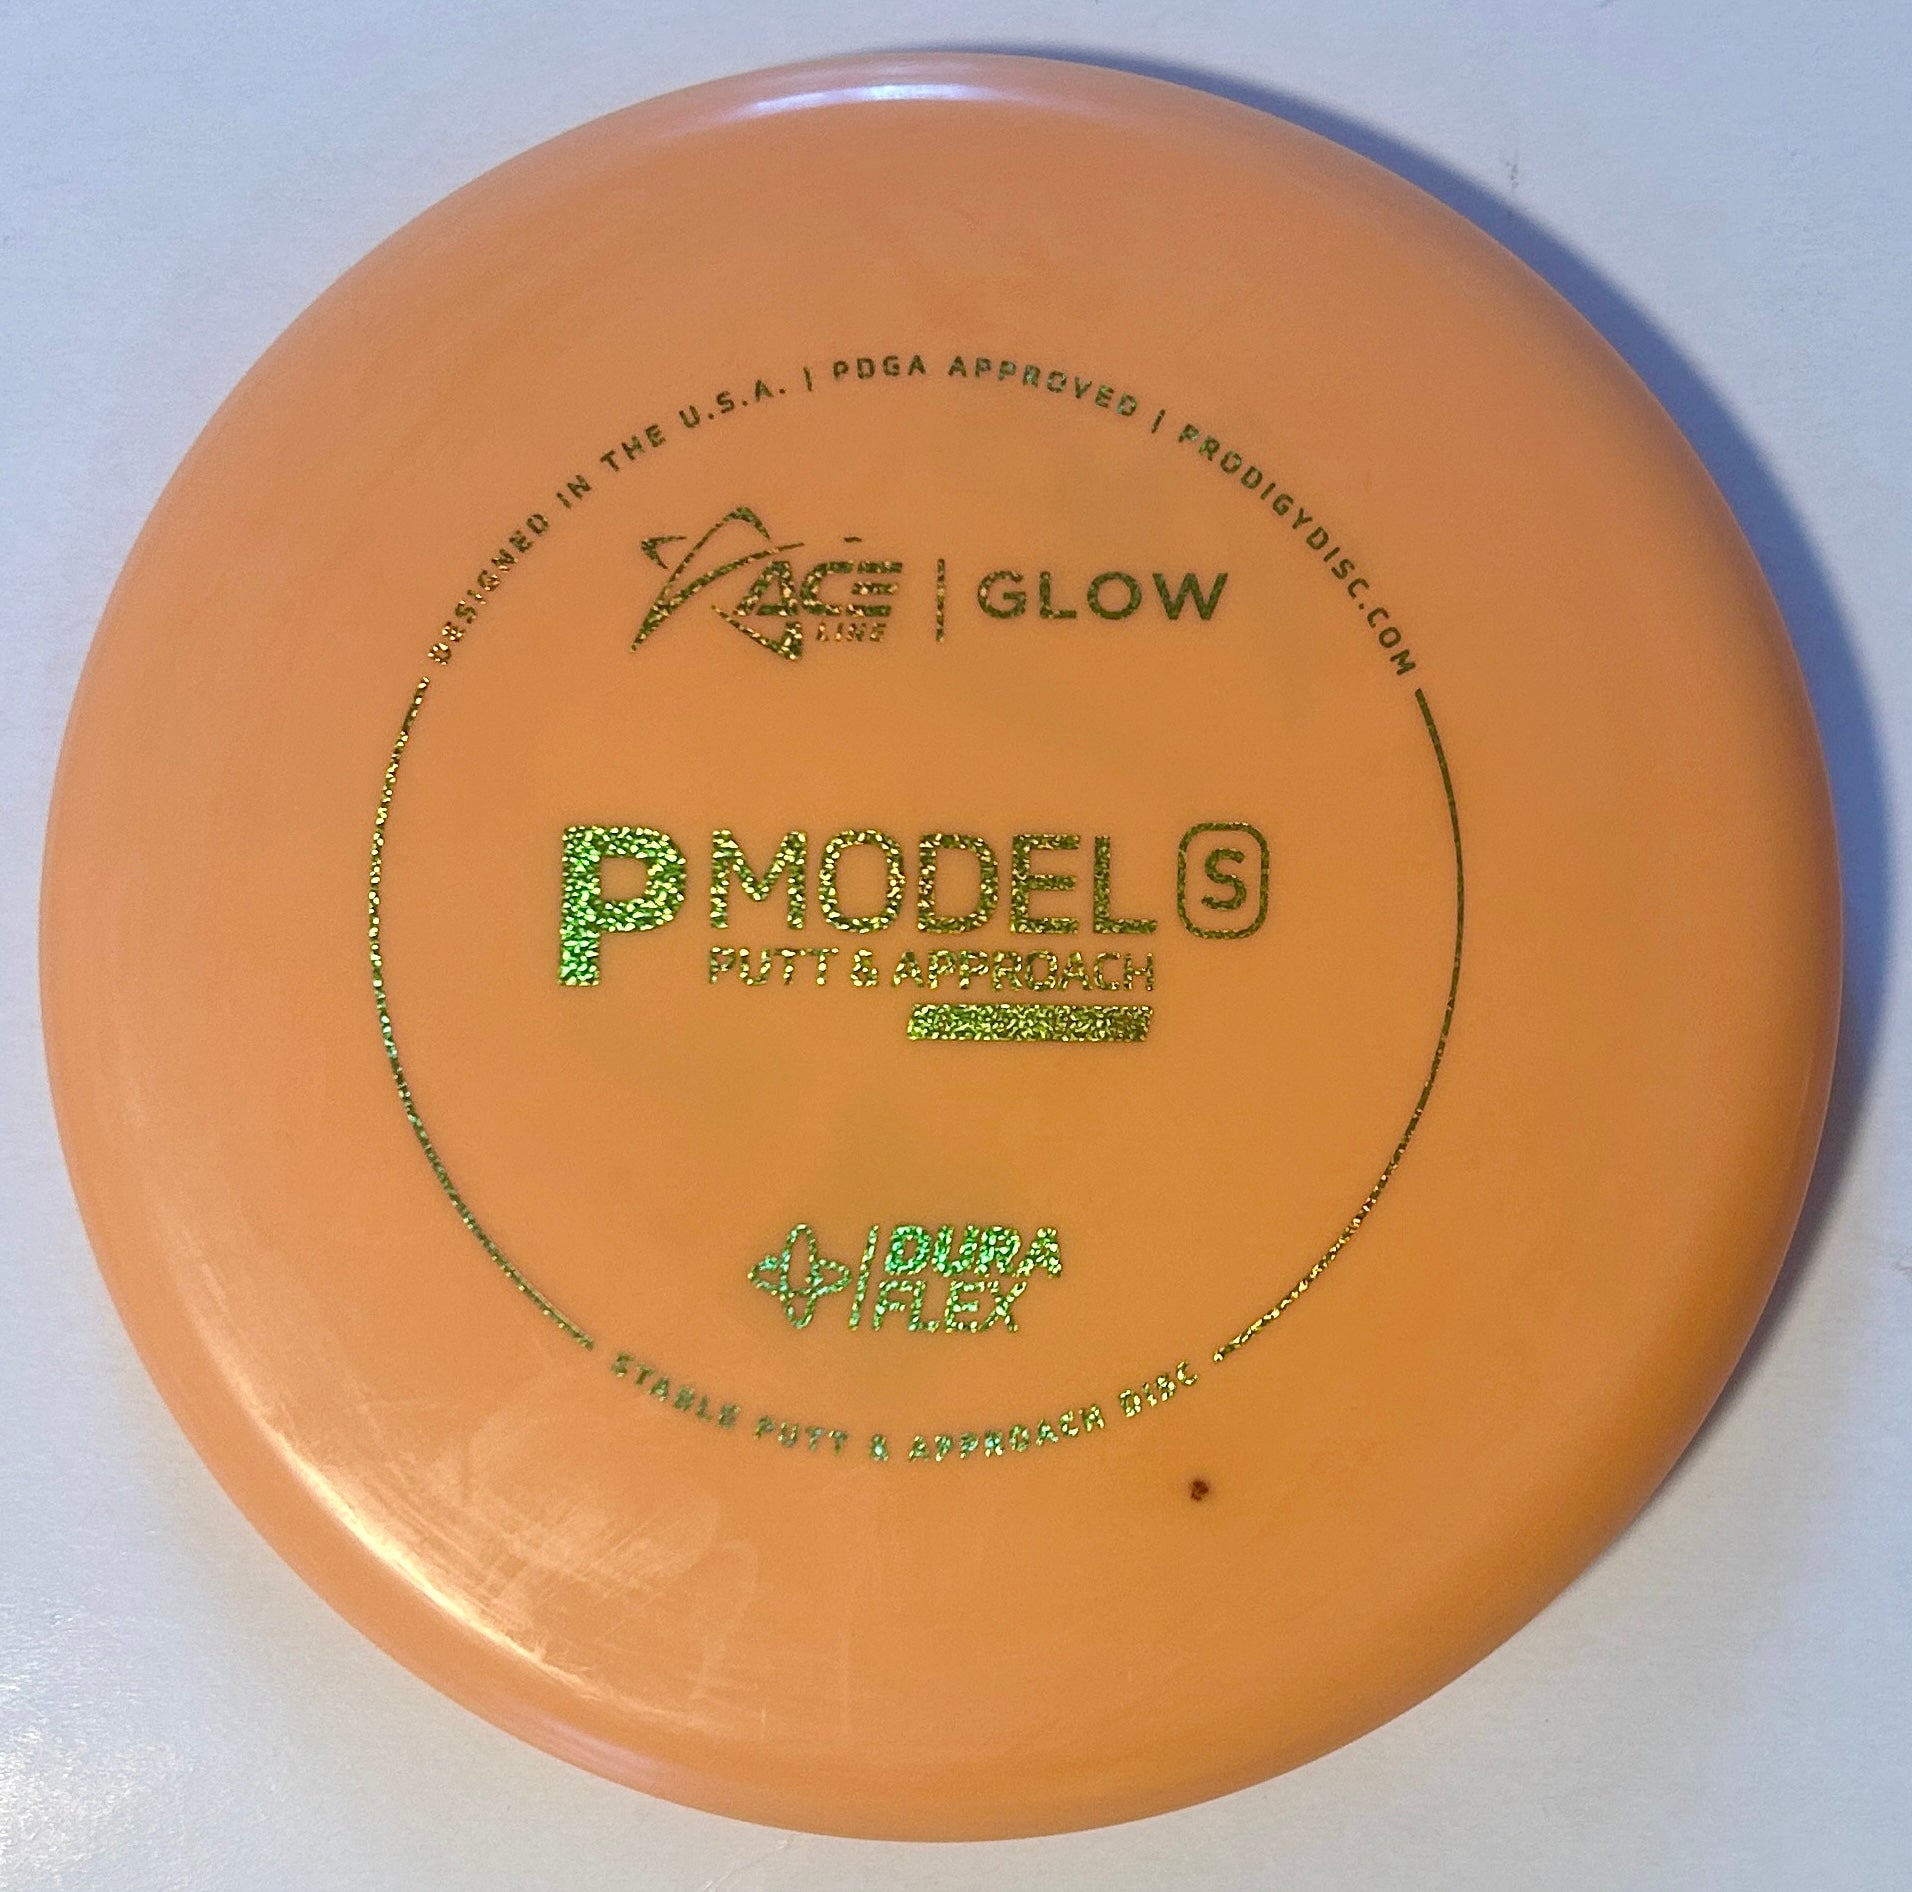 DESIGNED IN THE U.S.A. | PDGA APPROVED | PRODIGYDISC.COM
ACE LINE | GLOW
P MODEL S
PUTT & APPROACH
DURA
FLEX
STABLE PUTT & APPROACH DISC